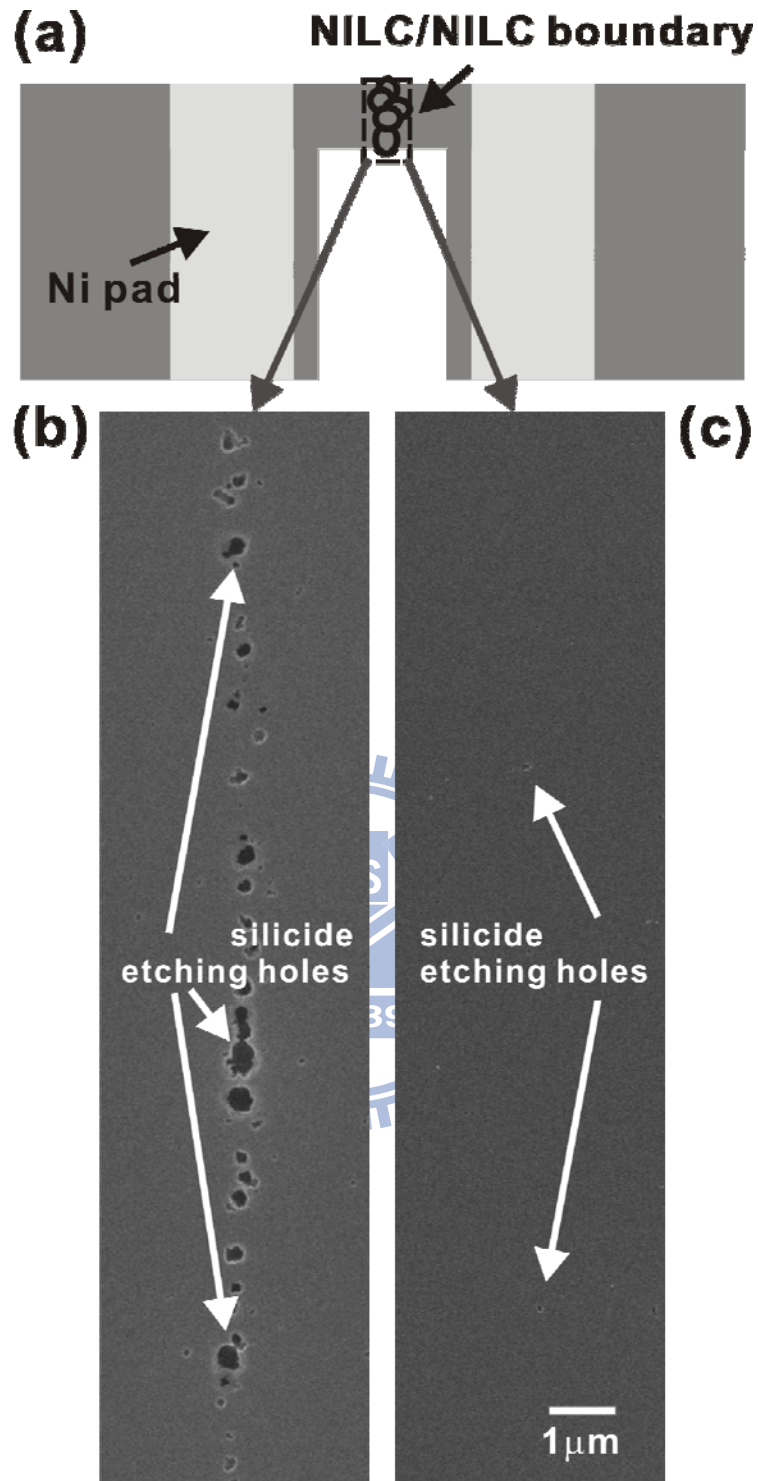 (a)
NILC/NILC boundary
Ni pad
(b)
(c)
silicide
etching holes
silicide
etching holes
1μm